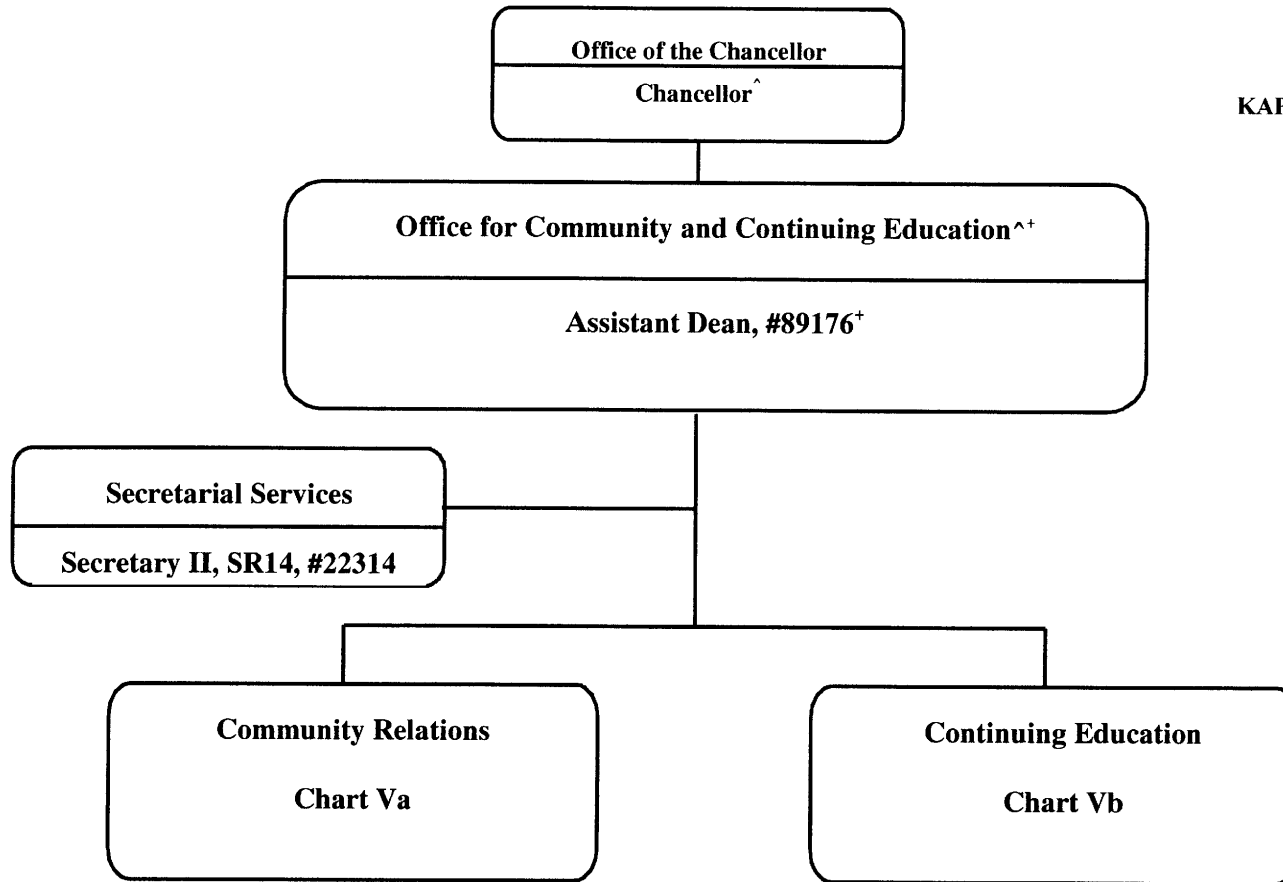 Office of the Chancellor
Chancellor^
Office for Community and Continuing Education^+
Assistant Dean, #89176+
Secretarial Services
Secretary II, SR14, #22314
Community Relations
Chart Va
Continuing Education
Chart Vb